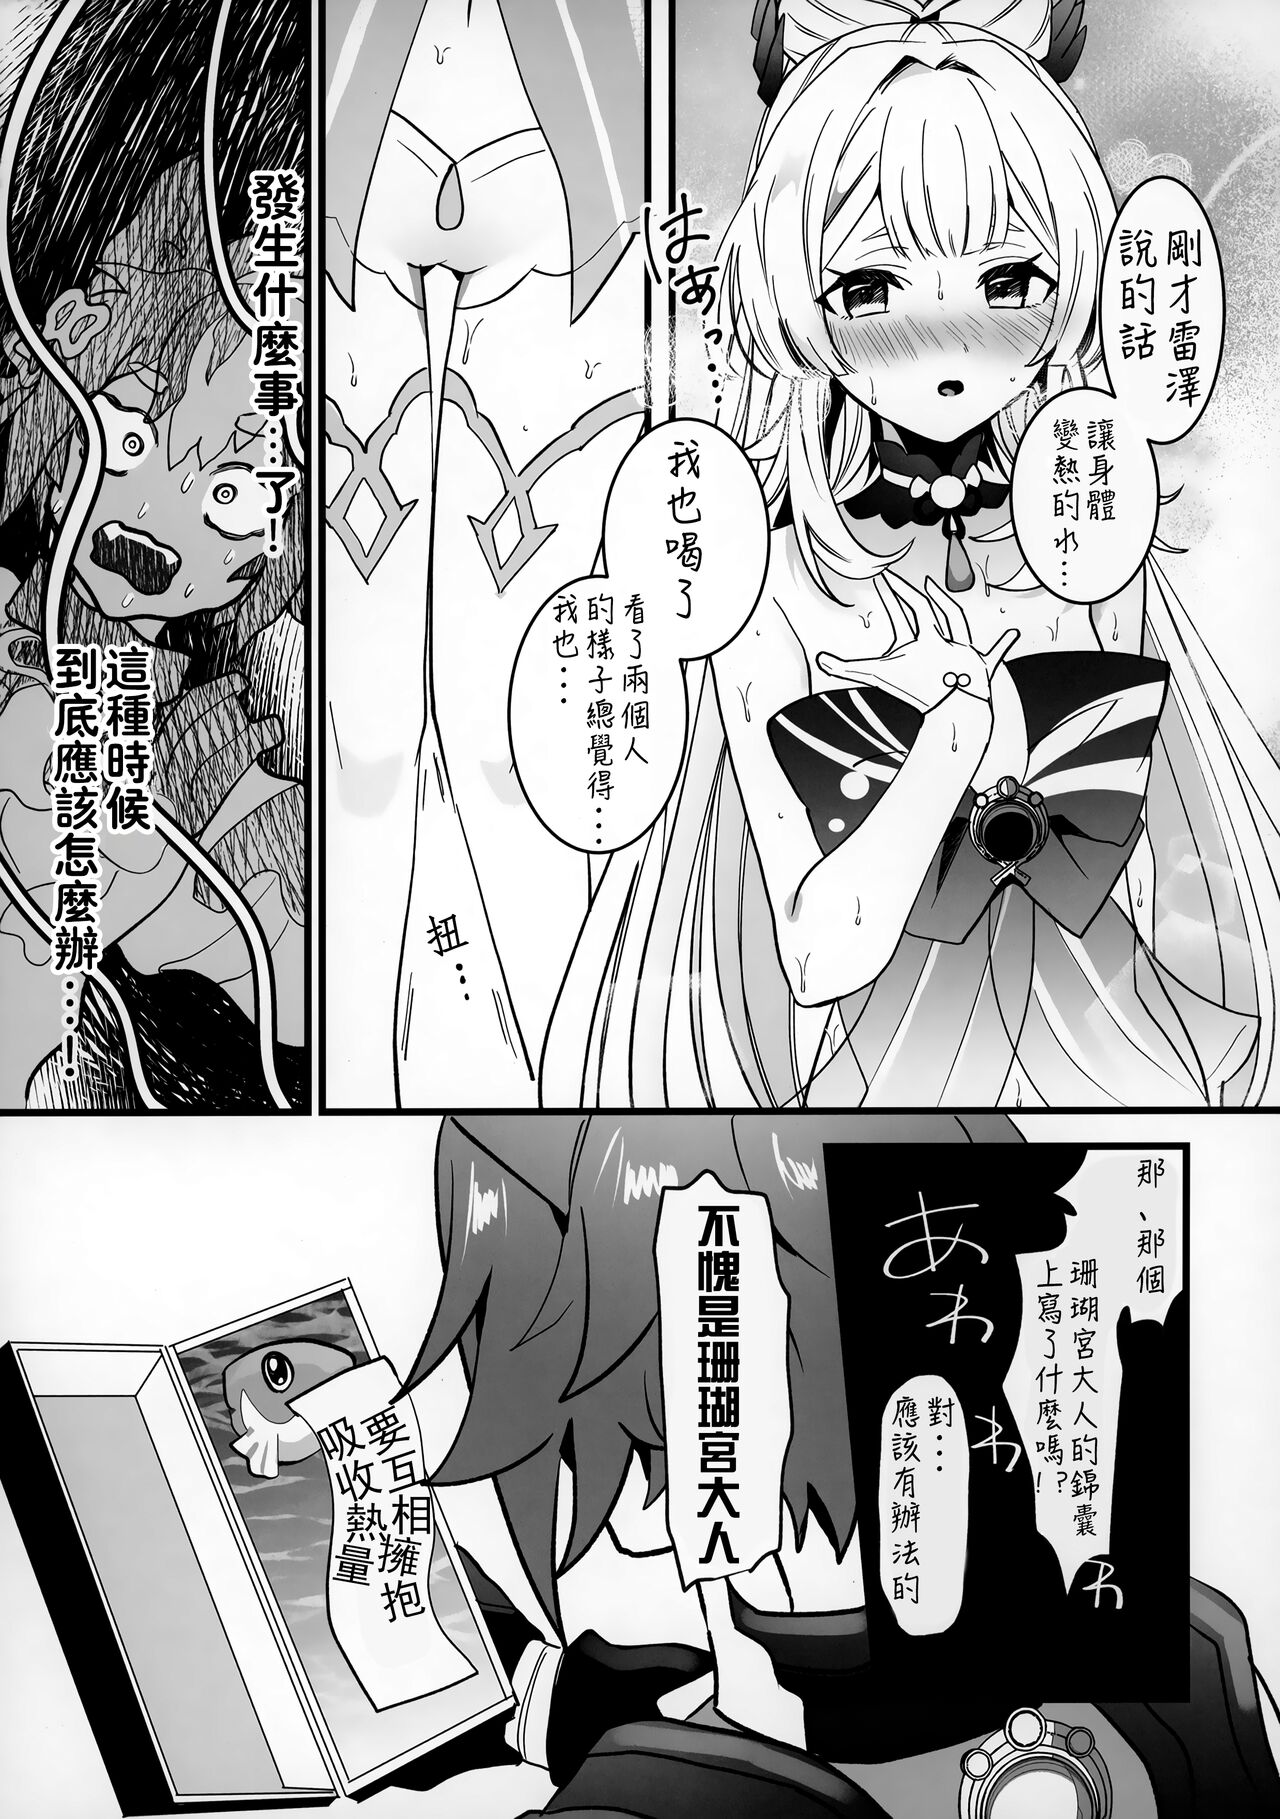 剛才雷澤
說的話
讓身體
變熱的水…
はぁっ…
我也喝了
看了兩個人
的樣子總覺得…
我也…
扭…
發生什麼事…了！
這種時候
到底應該怎麼辦…！
那、那個
珊瑚宮大人的錦囊
上寫了什麼嗎？！
對…
應該有辦法的
あわわわ
不愧是珊瑚宮大人
要互相擁抱
吸收熱量